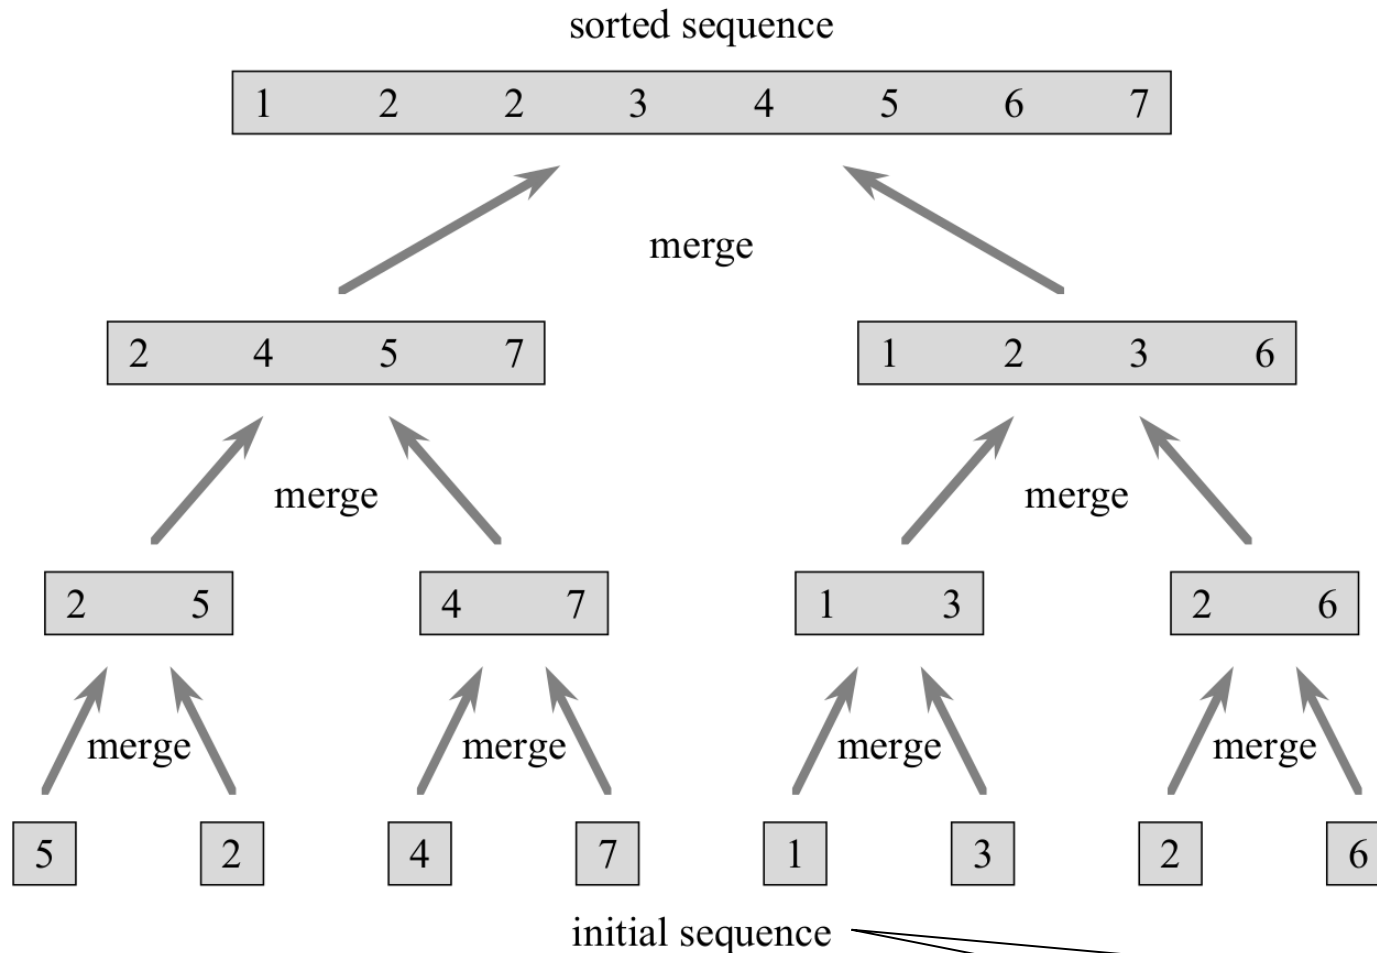 sorted sequence
1 2 2 3 4 5 6 7
merge
2 4 5 7 1 2 3 6
merge merge
2 5 4 7 1 3 2 6
merge merge merge merge
5 2 4 7 1 3 2 6
initial sequence